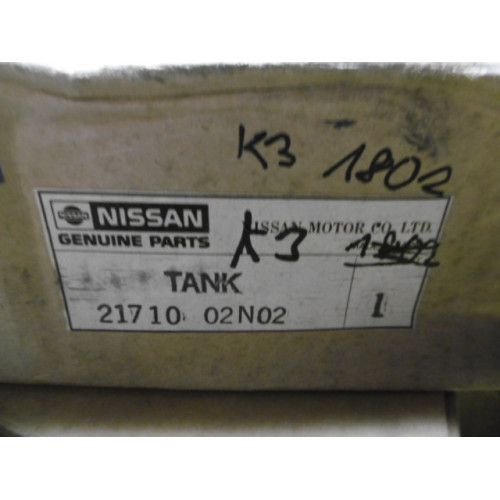 K3 1802
NISSAN NISSAN MOTOR CO., LTD.
GENUINE PARTS K3
TANK
21710 02N02 1